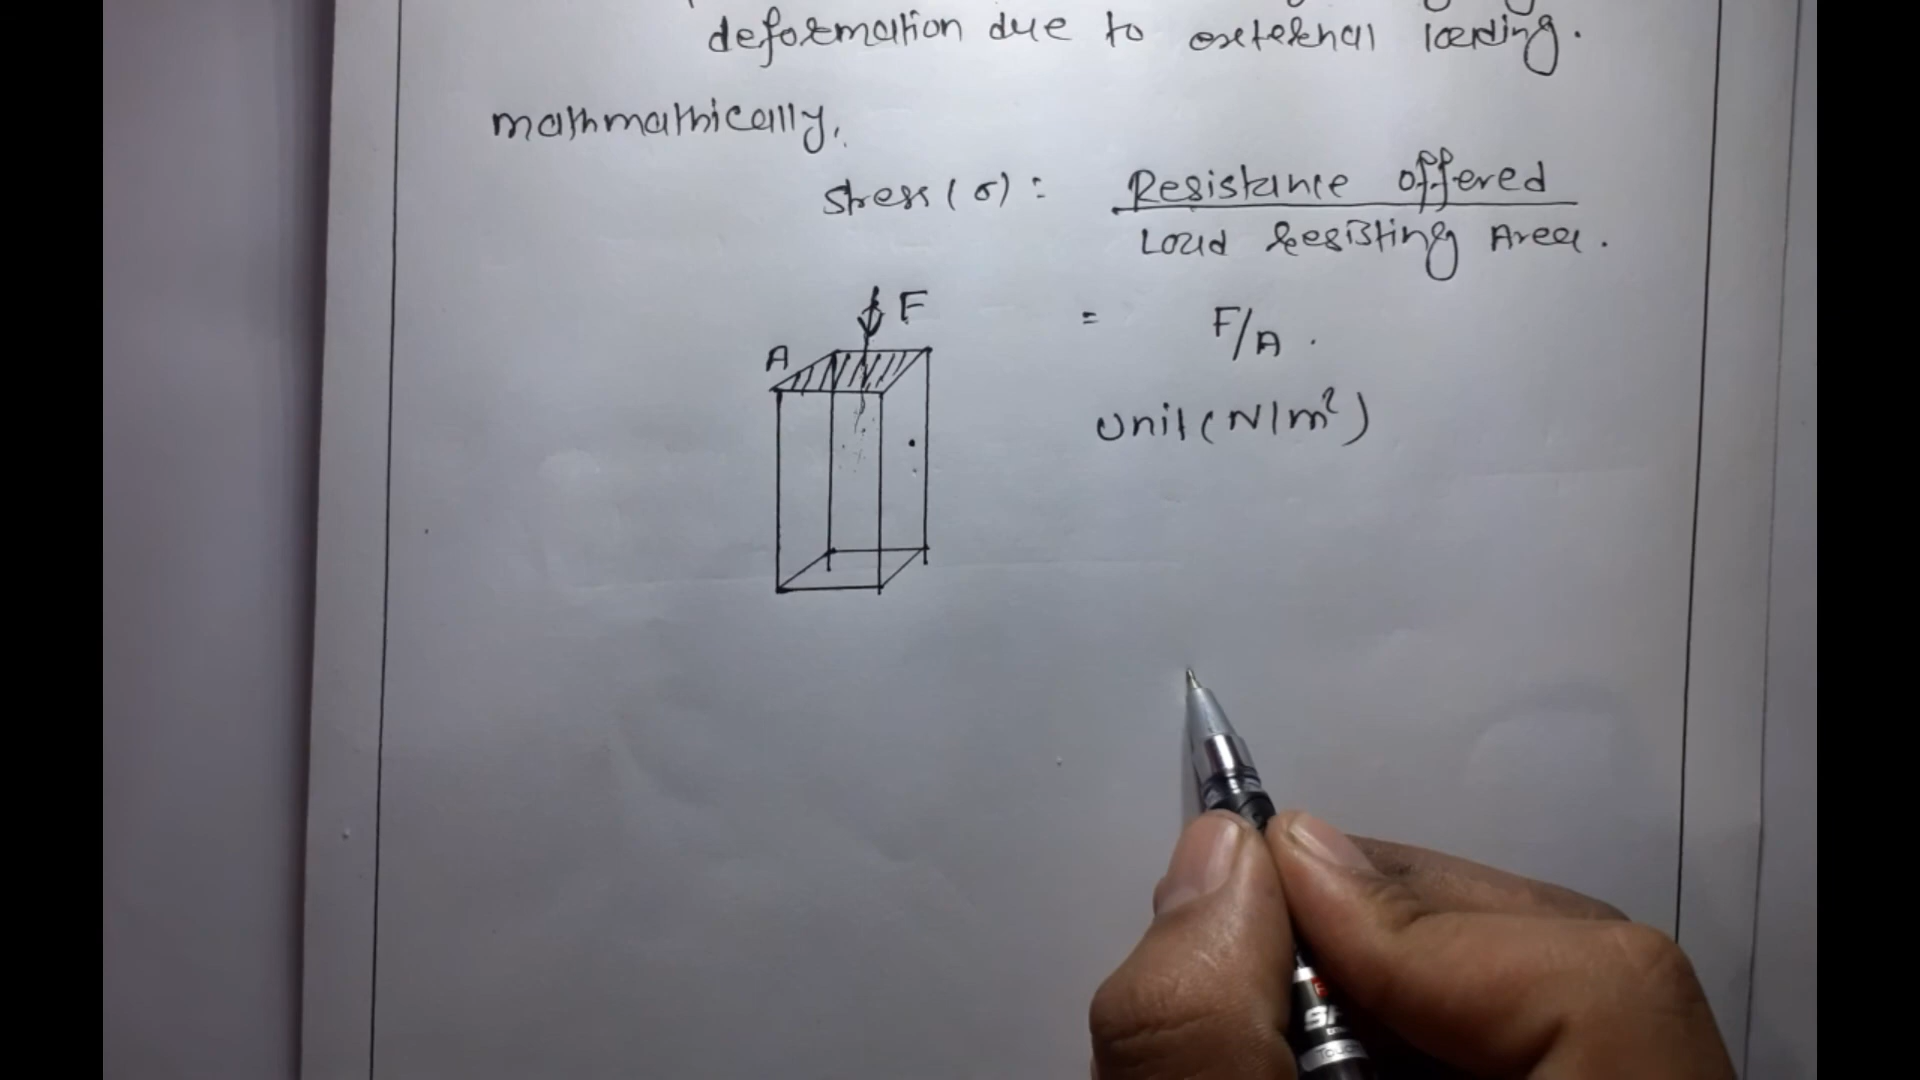 deformation due to external loading.
mathmathically,
Stress (σ) = Resistance offered
Load resisting Area.
F
A
= F/A .
Unit (N/m²)